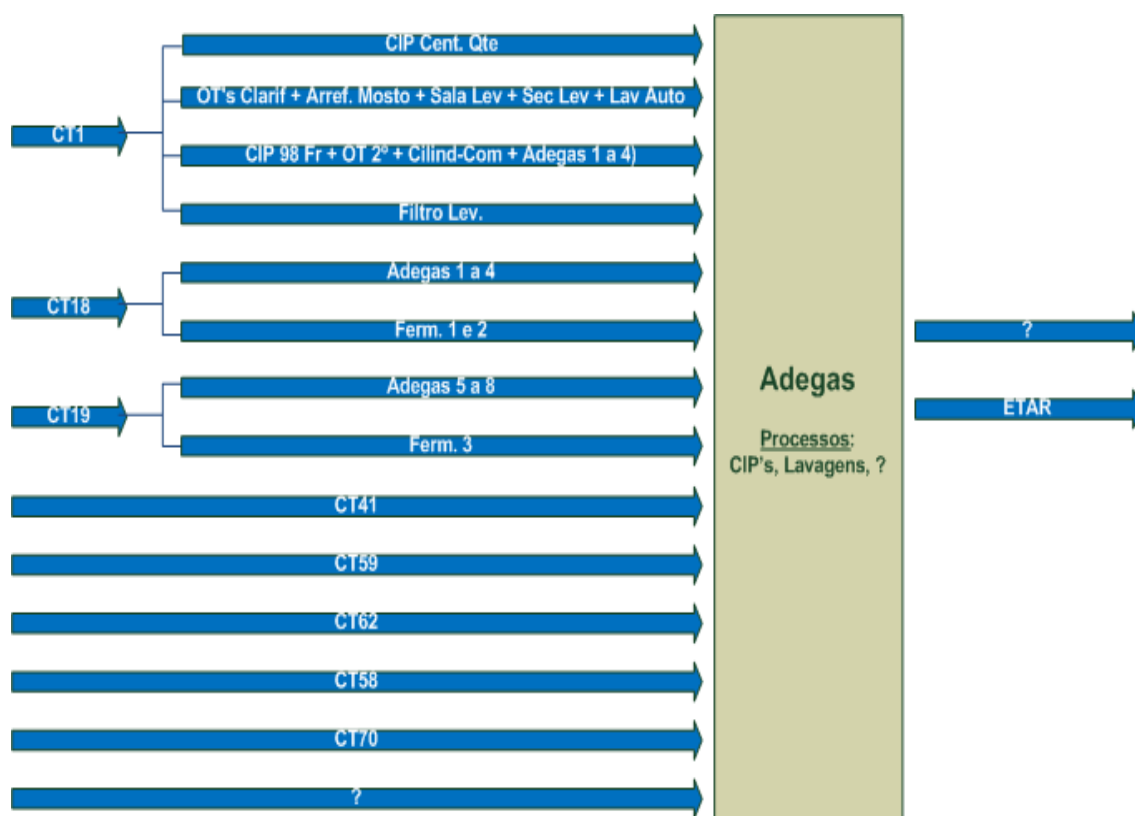 CIP Cent. Qte
OT's Clarif + Arref. Mosto + Sala Lev + Sec Lev + Lav Auto
CT1
CIP 98 Fr + OT 2º + Cilind-Com + Adegas 1 a 4)
Filtro Lev.
Adegas 1 a 4
CT18
Ferm. 1 e 2
Adegas 5 a 8
CT19
Ferm. 3
CT41
CT59
CT62
CT58
CT70
?
Adegas
Processos:
CIP's, Lavagens, ?
?
ETAR